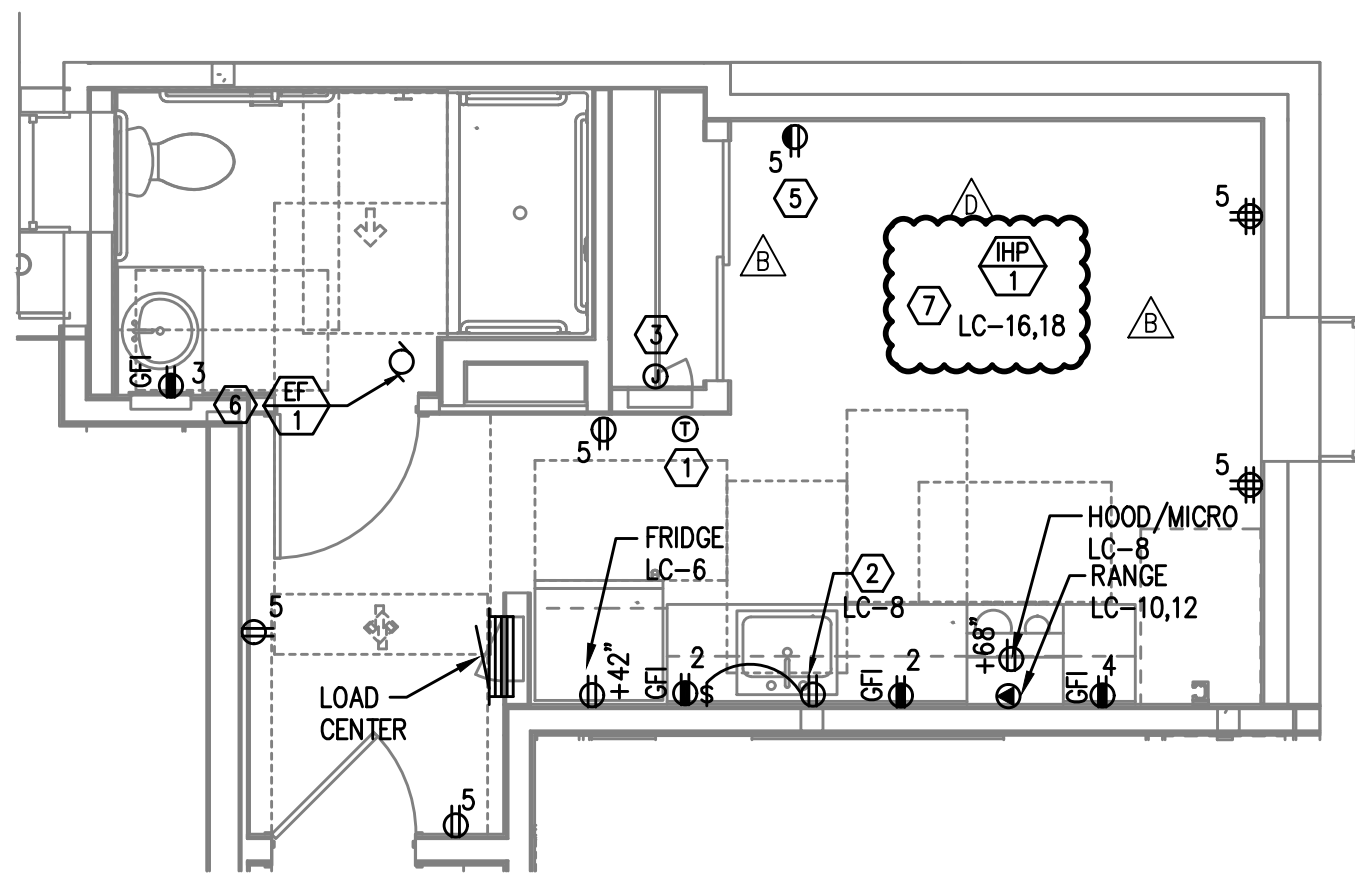 5
5
5
D
B
IHP
1
7
LC-16,18
B
3
J
GFI
3
6
EF
1
5
T
1
5
FRIDGE
LC-6
HOOD/MICRO
LC-8
RANGE
LC-10,12
2
LC-8
5
+42"
GFI
2
$
GFI
2
+68"
GFI
4
LOAD
CENTER
5